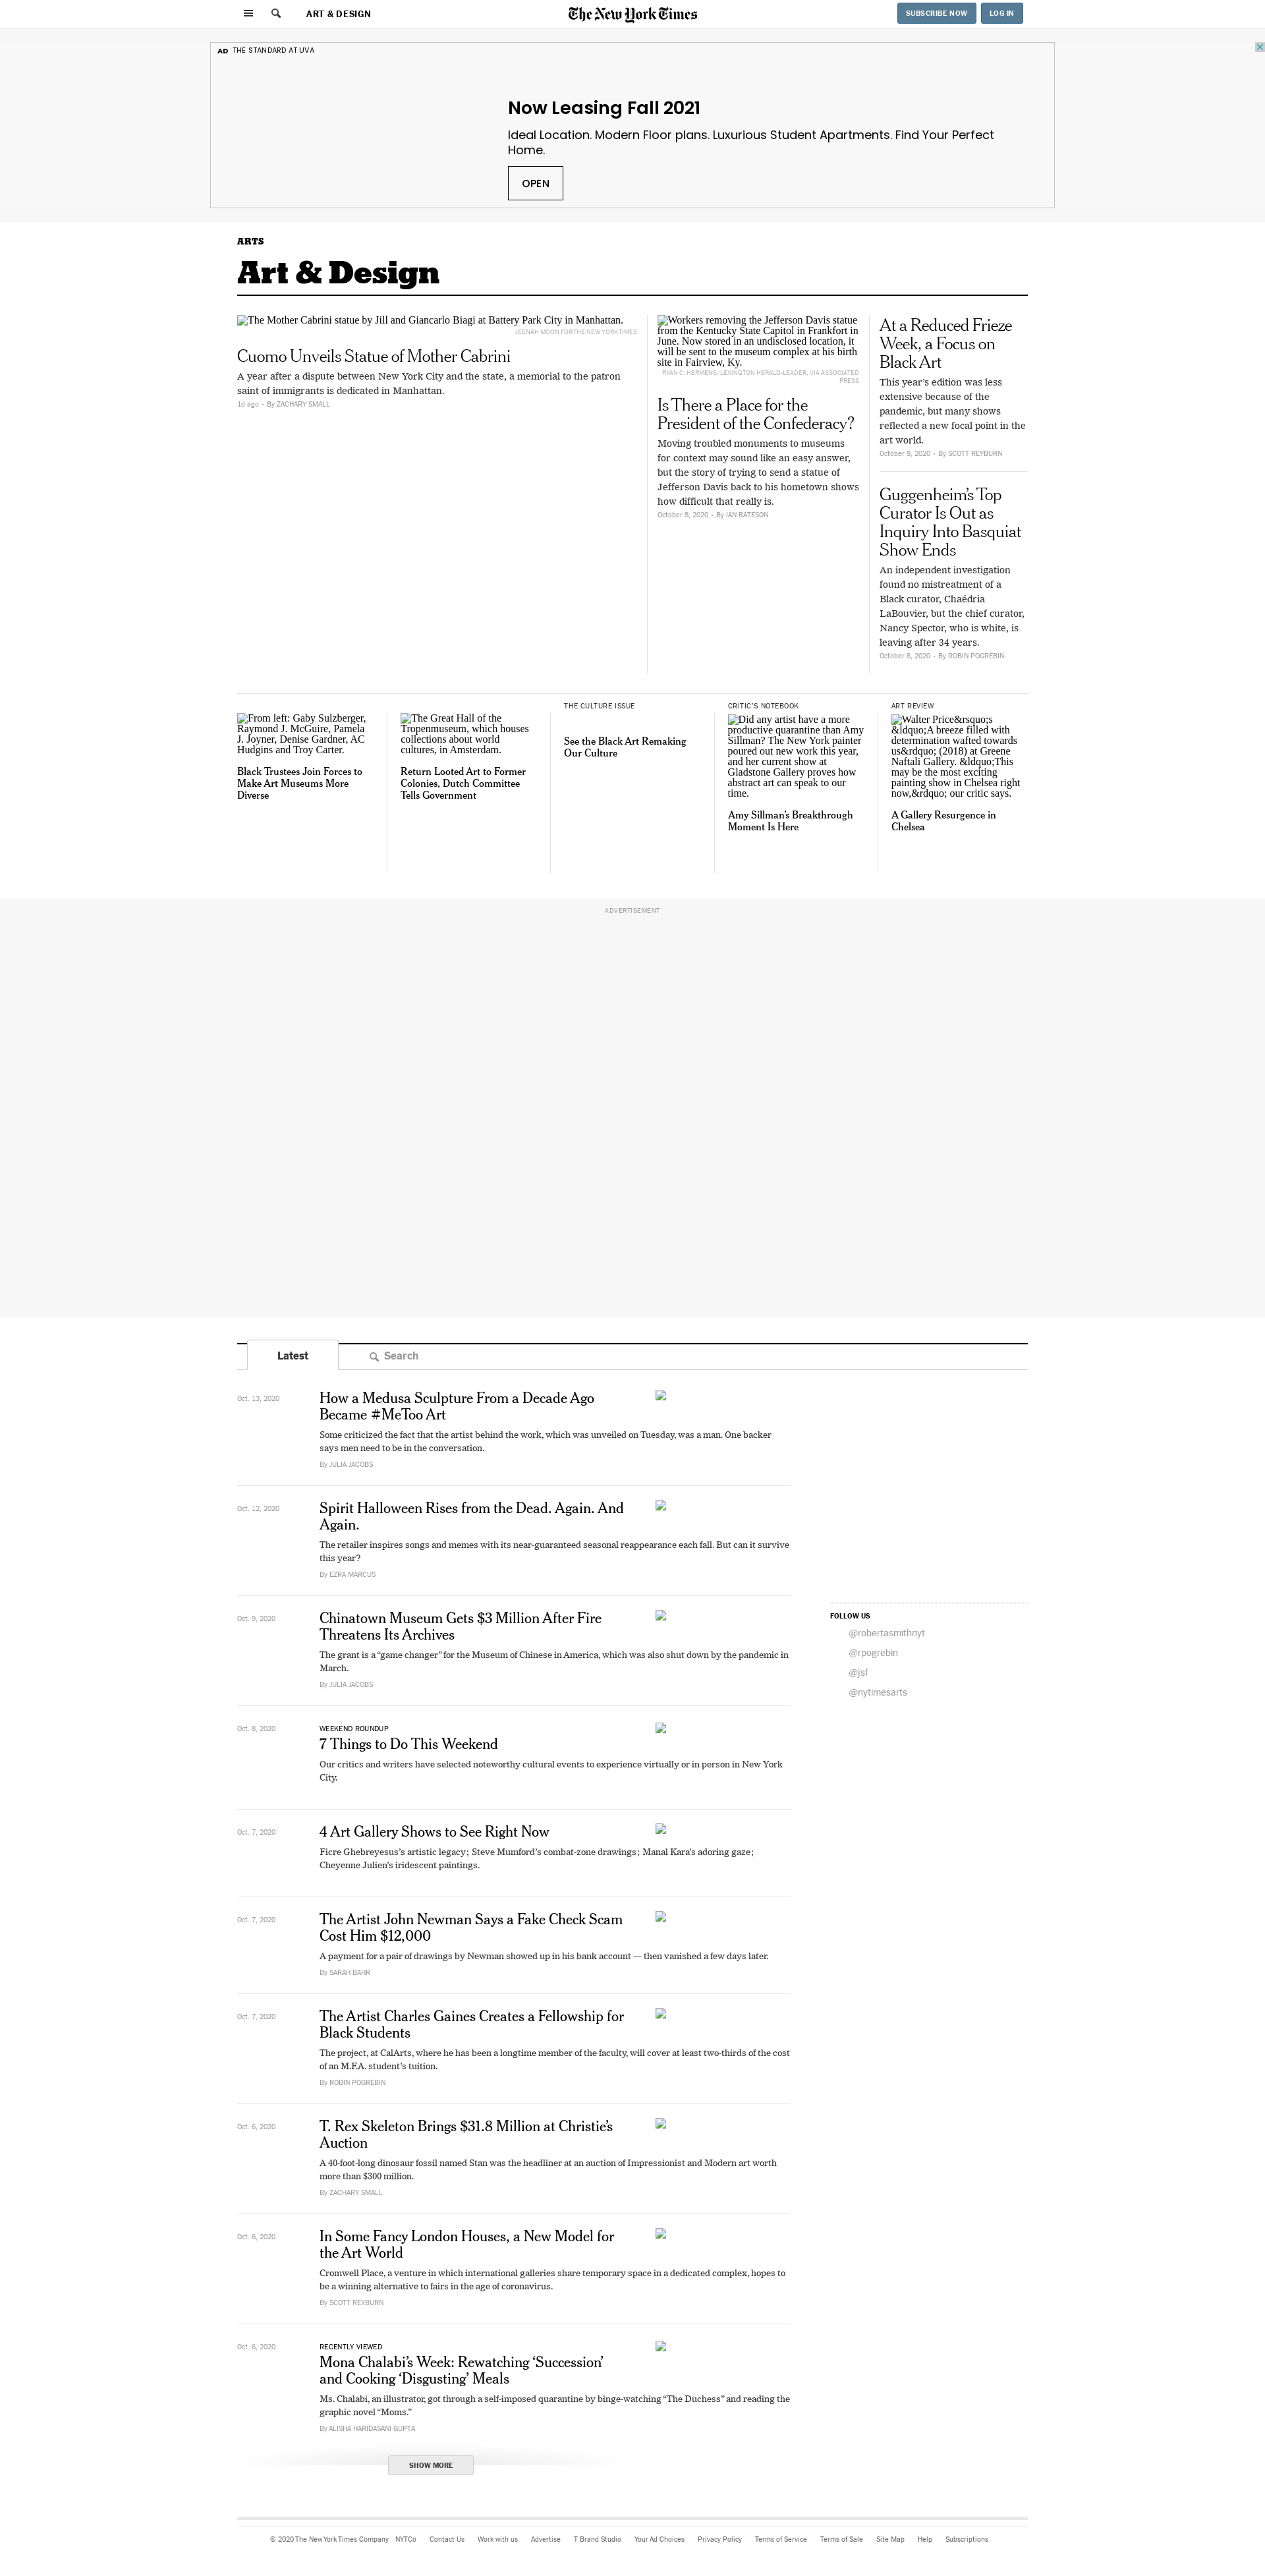 ART & DESIGN
The New York Times
SUBSCRIBE NOW
LOG IN
AD THE STANDARD AT UVA
Now Leasing Fall 2021
Ideal Location. Modern Floor plans. Luxurious Student Apartments. Find Your Perfect
Home.
OPEN
ARTS
Art & Design
The Mother Cabrini statue by Jill and Giancarlo Biagi at Battery Park City in Manhattan.
JEENAH MOON FOR THE NEW YORK TIMES
Cuomo Unveils Statue of Mother Cabrini
A year after a dispute between New York City and the state, a memorial to the patron
saint of immigrants is dedicated in Manhattan.
1d ago • By ZACHARY SMALL
Workers removing the Jefferson Davis statue
from the Kentucky State Capitol in Frankfort in
June. Now stored in an undisclosed location, it
will be sent to the museum complex at his birth
site in Fairview, Ky.
RYAN C. HERMENS/LEXINGTON HERALD-LEADER, VIA ASSOCIATED
PRESS
Is There a Place for the
President of the Confederacy?
Moving troubled monuments to museums
for context may sound like an easy answer,
but the story of trying to send a statue of
Jefferson Davis back to his hometown shows
how difficult that really is.
October 8, 2020 • By IAN BATESON
At a Reduced Frieze
Week, a Focus on
Black Art
This year's edition was less
extensive because of the
pandemic, but many shows
reflected a new focal point in the
art world.
October 9, 2020 • By SCOTT REYBURN
Guggenheim's Top
Curator Is Out as
Inquiry Into Basquiat
Show Ends
An independent investigation
found no mistreatment of a
Black curator, Chaédria
LaBouvier, but the chief curator,
Nancy Spector, who is white, is
leaving after 34 years.
October 8, 2020 • By ROBIN POGREBIN
From left: Gaby Sulzberger,
Raymond J. McGuire, Pamela
J. Joyner, Denise Gardner, AC
Hudgins and Troy Carter.
Black Trustees Join Forces to
Make Art Museums More
Diverse
The Great Hall of the
Tropenmuseum, which houses
collections about world
cultures, in Amsterdam.
Return Looted Art to Former
Colonies, Dutch Committee
Tells Government
THE CULTURE ISSUE
See the Black Art Remaking
Our Culture
CRITIC'S NOTEBOOK
Did any artist have a more
productive quarantine than Amy
Sillman? The New York painter
poured out new work this year,
and her current show at
Gladstone Gallery proves how
abstract art can speak to our
time.
Amy Sillman's Breakthrough
Moment Is Here
ART REVIEW
Walter Price&rsquo;s
&ldquo;A breeze filled with
determination wafted towards
us&rdquo; (2018) at Greene
Naftali Gallery. &ldquo;This
may be the most exciting
painting show in Chelsea right
now,&rdquo; our critic says.
A Gallery Resurgence in
Chelsea
ADVERTISEMENT
Latest
Search
Oct. 13, 2020
How a Medusa Sculpture From a Decade Ago
Became #MeToo Art
Some criticized the fact that the artist behind the work, which was unveiled on Tuesday, was a man. One backer
says men need to be in the conversation.
By JULIA JACOBS
Oct. 12, 2020
Spirit Halloween Rises from the Dead. Again. And
Again.
The retailer inspires songs and memes with its near-guaranteed seasonal reappearance each fall. But can it survive
this year?
By EZRA MARCUS
Oct. 9, 2020
Chinatown Museum Gets $3 Million After Fire
Threatens Its Archives
The grant is a “game changer” for the Museum of Chinese in America, which was also shut down by the pandemic in
March.
By JULIA JACOBS
FOLLOW US
@robertasmithnyt
@rpogrebin
@jsf
@nytimesarts
Oct. 8, 2020
WEEKEND ROUNDUP
7 Things to Do This Weekend
Our critics and writers have selected noteworthy cultural events to experience virtually or in person in New York
City.
Oct. 7, 2020
4 Art Gallery Shows to See Right Now
Ficre Ghebreyesus's artistic legacy; Steve Mumford's combat-zone drawings; Manal Kara's adoring gaze;
Cheyenne Julien's iridescent paintings.
Oct. 7, 2020
The Artist John Newman Says a Fake Check Scam
Cost Him $12,000
A payment for a pair of drawings by Newman showed up in his bank account — then vanished a few days later.
By SARAH BAHR
Oct. 7, 2020
The Artist Charles Gaines Creates a Fellowship for
Black Students
The project, at CalArts, where he has been a longtime member of the faculty, will cover at least two-thirds of the cost
of an M.F.A. student's tuition.
By ROBIN POGREBIN
Oct. 6, 2020
T. Rex Skeleton Brings $31.8 Million at Christie's
Auction
A 40-foot-long dinosaur fossil named Stan was the headliner at an auction of Impressionist and Modern art worth
more than $300 million.
By ZACHARY SMALL
Oct. 6, 2020
In Some Fancy London Houses, a New Model for
the Art World
Cromwell Place, a venture in which international galleries share temporary space in a dedicated complex, hopes to
be a winning alternative to fairs in the age of coronavirus.
By SCOTT REYBURN
Oct. 6, 2020
RECENTLY VIEWED
Mona Chalabi's Week: Rewatching ‘Succession’
and Cooking ‘Disgusting’ Meals
Ms. Chalabi, an illustrator, got through a self-imposed quarantine by binge-watching “The Duchess” and reading the
graphic novel “Moms.”
By ALISHA HARIDASANI GUPTA
SHOW MORE
© 2020 The New York Times Company NYTCo Contact Us Work with us Advertise T Brand Studio Your Ad Choices Privacy Policy Terms of Service Terms of Sale Site Map Help Subscriptions